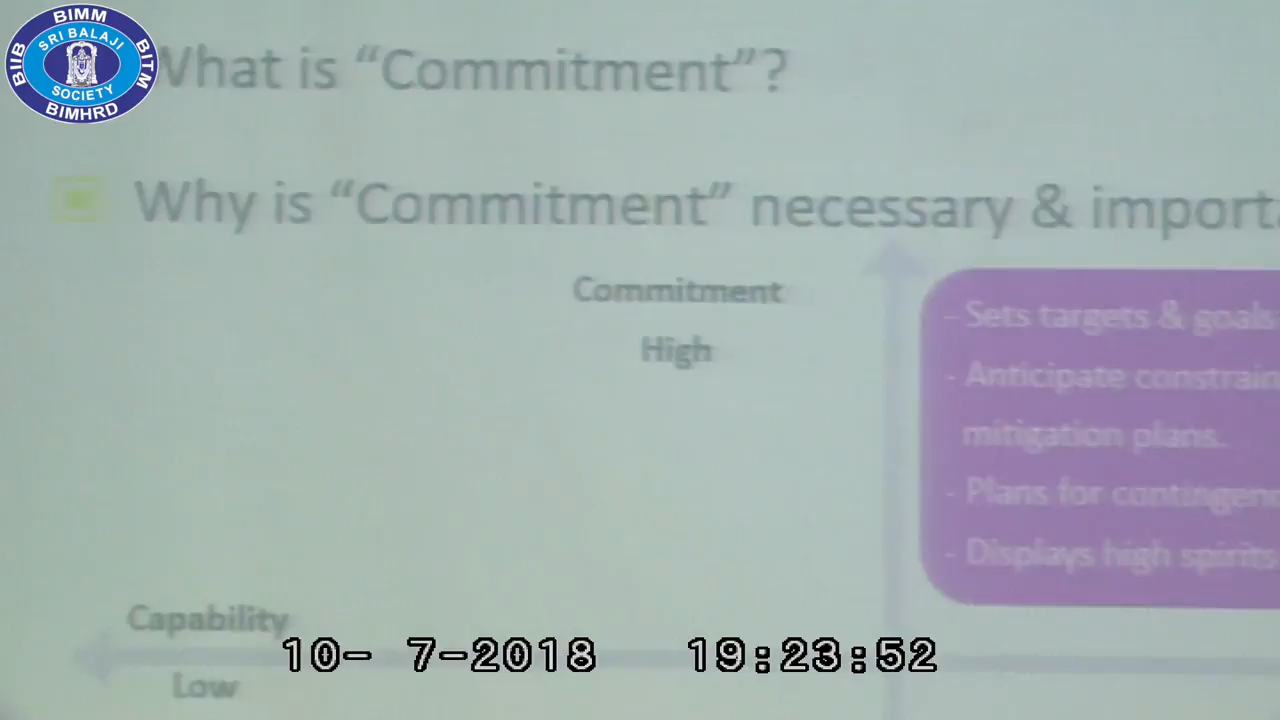 BIMM
BIIB
SRI BALAJI
BITM
SOCIETY
BIMHRD
What is “Commitment”?
Why is “Commitment” necessary &
Commitment
High
- Sets targets & goals
- Anticipate
mitigation plans.
- Plans for
- Displays high spirits
Capability
Low
10- 7-2018 19:23:52